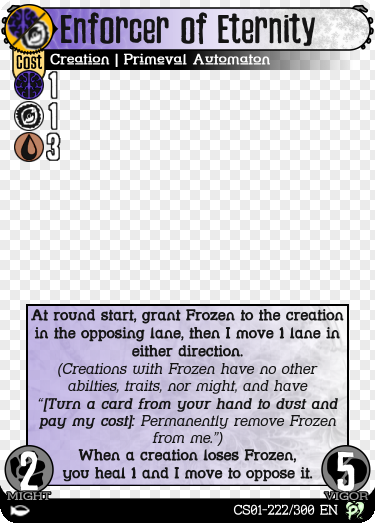 Enforcer of Eternity
Cost
Creation | Primeval Automaton
1
1
3
At round start, grant Frozen to the creation
in the opposing lane, then I move 1 lane in
either direction.
(Creations with Frozen have no other
abilties, traits, nor might, and have
“[Turn a card from your hand to dust and
pay my cost]: Permanently remove Frozen
from me.”)
When a creation loses Frozen,
you heal 1 and I move to oppose it.
2
MIGHT
5
VIGOR
CS01-222/300 EN